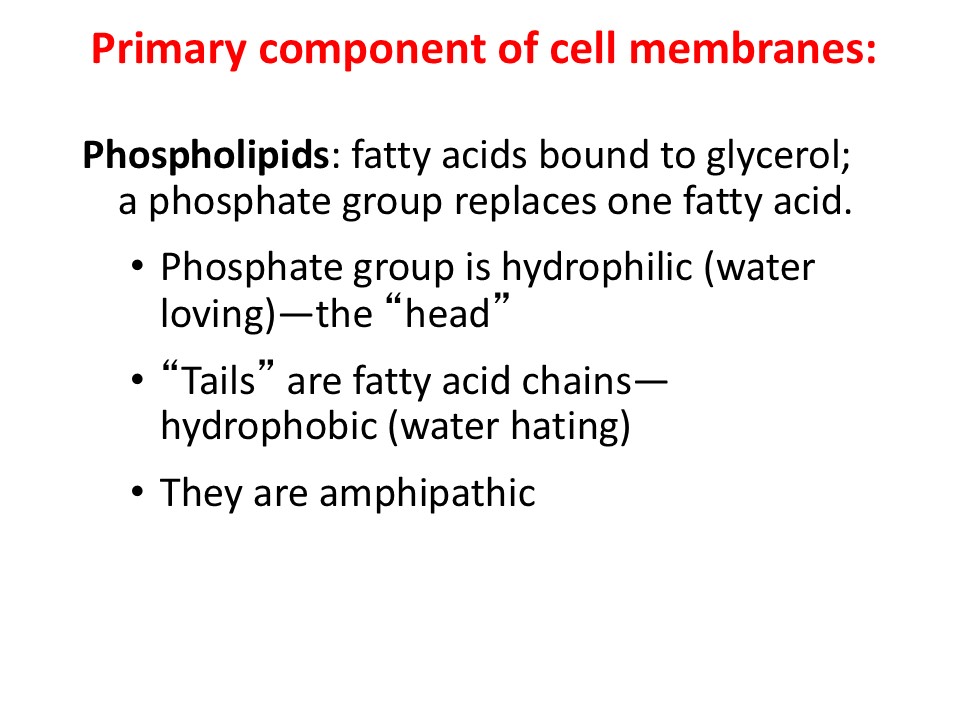 Primary component of cell membranes:
Phospholipids: fatty acids bound to glycerol;
a phosphate group replaces one fatty acid.
• Phosphate group is hydrophilic (water
loving)—the “head”
• “Tails” are fatty acid chains—
hydrophobic (water hating)
• They are amphipathic